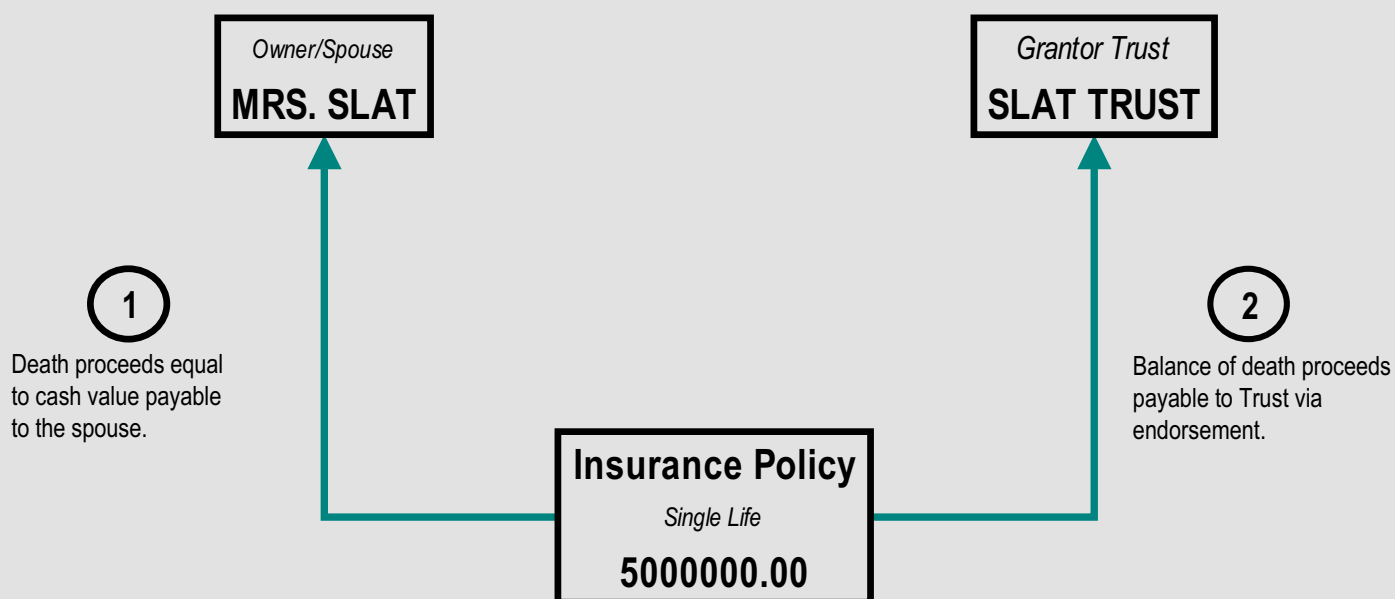 Owner/Spouse
MRS. SLAT
Grantor Trust
SLAT TRUST
1
Death proceeds equal
to cash value payable
to the spouse.
2
Balance of death proceeds
payable to Trust via
endorsement.
Insurance Policy
Single Life
5000000.00